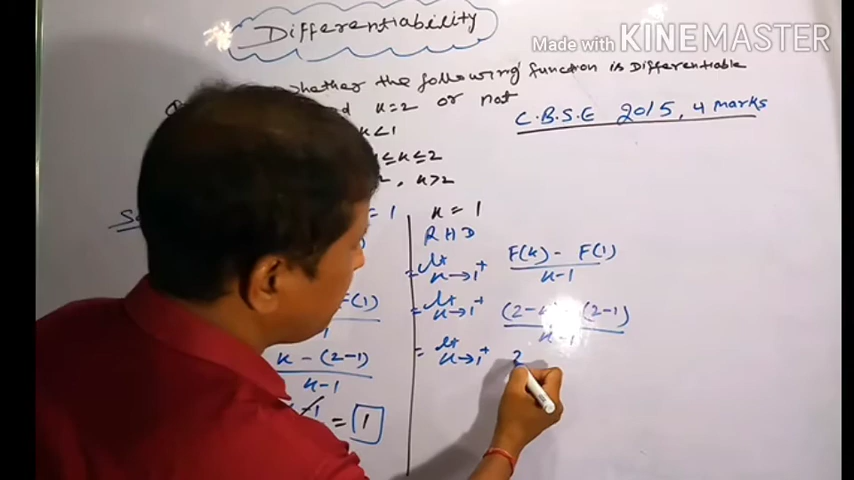 Differentiability
Made with KINEMASTER
whether the following function is Differentiable
x=2 or not
C.B.S.E 2015, 4 marks
x<1
≤x≤2
, x>2
= 1
x = 1
RHD
= lt x→1+ F(x) - F(1) / x-1
F(1)
= lt x→1+ (2-x) - (2-1) / x-1
x - (2-1) / x-1
= lt x→1+ 2
= 1